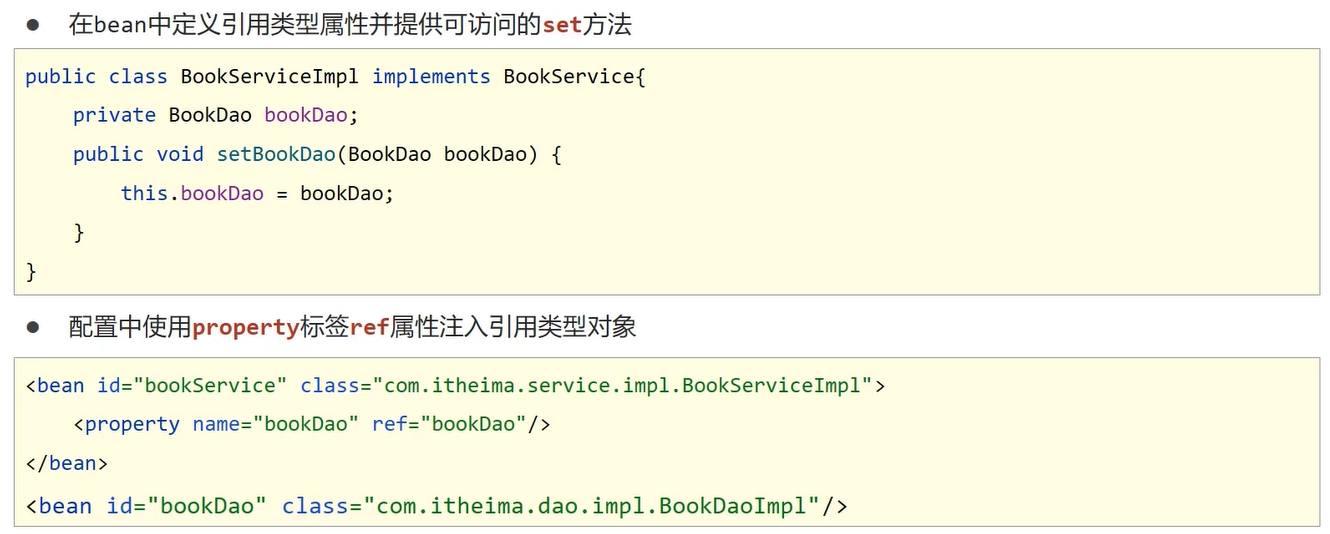 ● 在bean中定义引用类型属性并提供可访问的set方法
public class BookServiceImpl implements BookService{
    private BookDao bookDao;
    public void setBookDao(BookDao bookDao) {
        this.bookDao = bookDao;
    }
}
● 配置中使用property标签ref属性注入引用类型对象
<bean id="bookService" class="com.itheima.service.impl.BookServiceImpl">
    <property name="bookDao" ref="bookDao"/>
</bean>
<bean id="bookDao" class="com.itheima.dao.impl.BookDaoImpl"/>